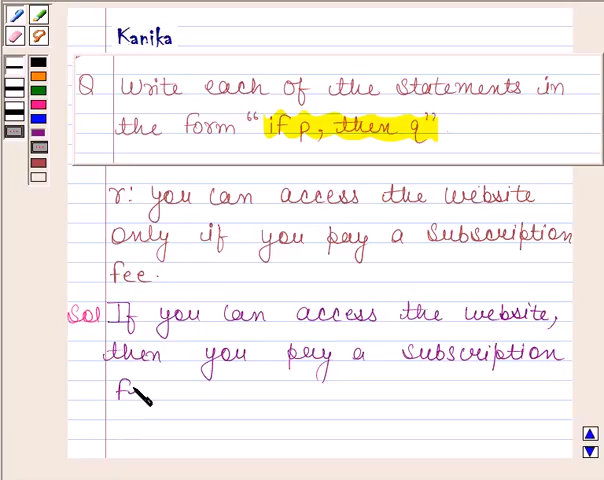 Kanika
Q Write each of the statements in
the form "if p, then q"
r: you can access the website
only if you pay a subscription
fee.
Sol If you can access the website,
then you pay a subscription
f